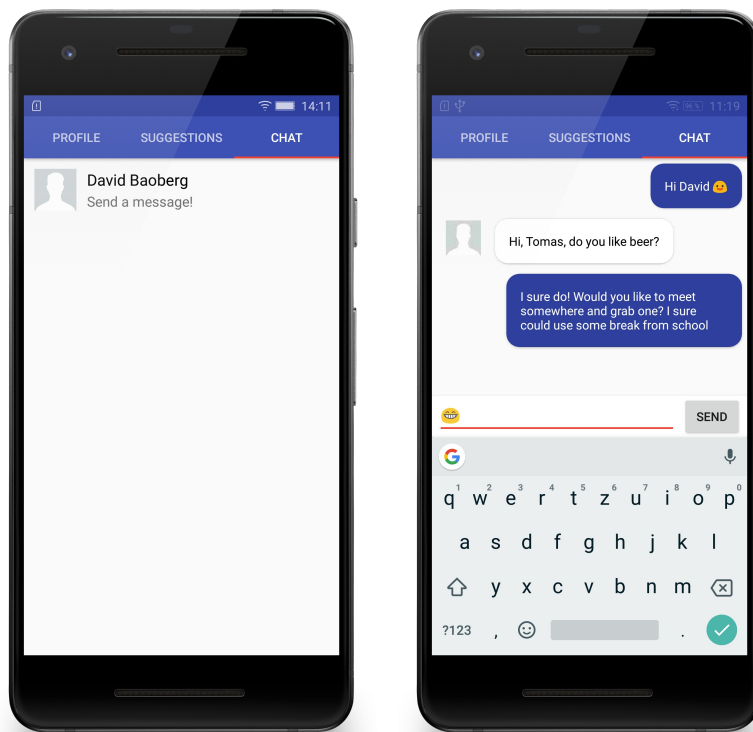 14:11
PROFILE SUGGESTIONS CHAT
David Baoberg
Send a message!
96 % 11:19
PROFILE SUGGESTIONS CHAT
Hi David
Hi, Tomas, do you like beer?
I sure do! Would you like to meet
somewhere and grab one? I sure
could use some break from school
SEND
G
1 2 3 4 5 6 7 8 9 0
q w e r t z u i o p
a s d f g h j k l
y x c v b n m
?123 , .